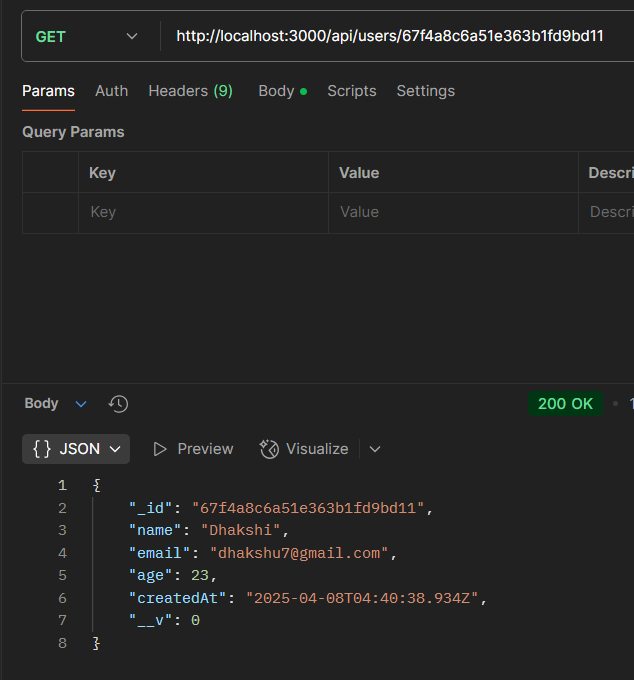 GET http://localhost:3000/api/users/67f4a8c6a51e363b1fd9bd11
Params Auth Headers (9) Body Scripts Settings
Query Params
Key Value Descri
Key Value Descri
Body 200 OK • 1
{} JSON Preview Visualize
1 {
2 "_id": "67f4a8c6a51e363b1fd9bd11",
3 "name": "Dhakshi",
4 "email": "dhakshu7@gmail.com",
5 "age": 23,
6 "createdAt": "2025-04-08T04:40:38.934Z",
7 "__v": 0
8 }